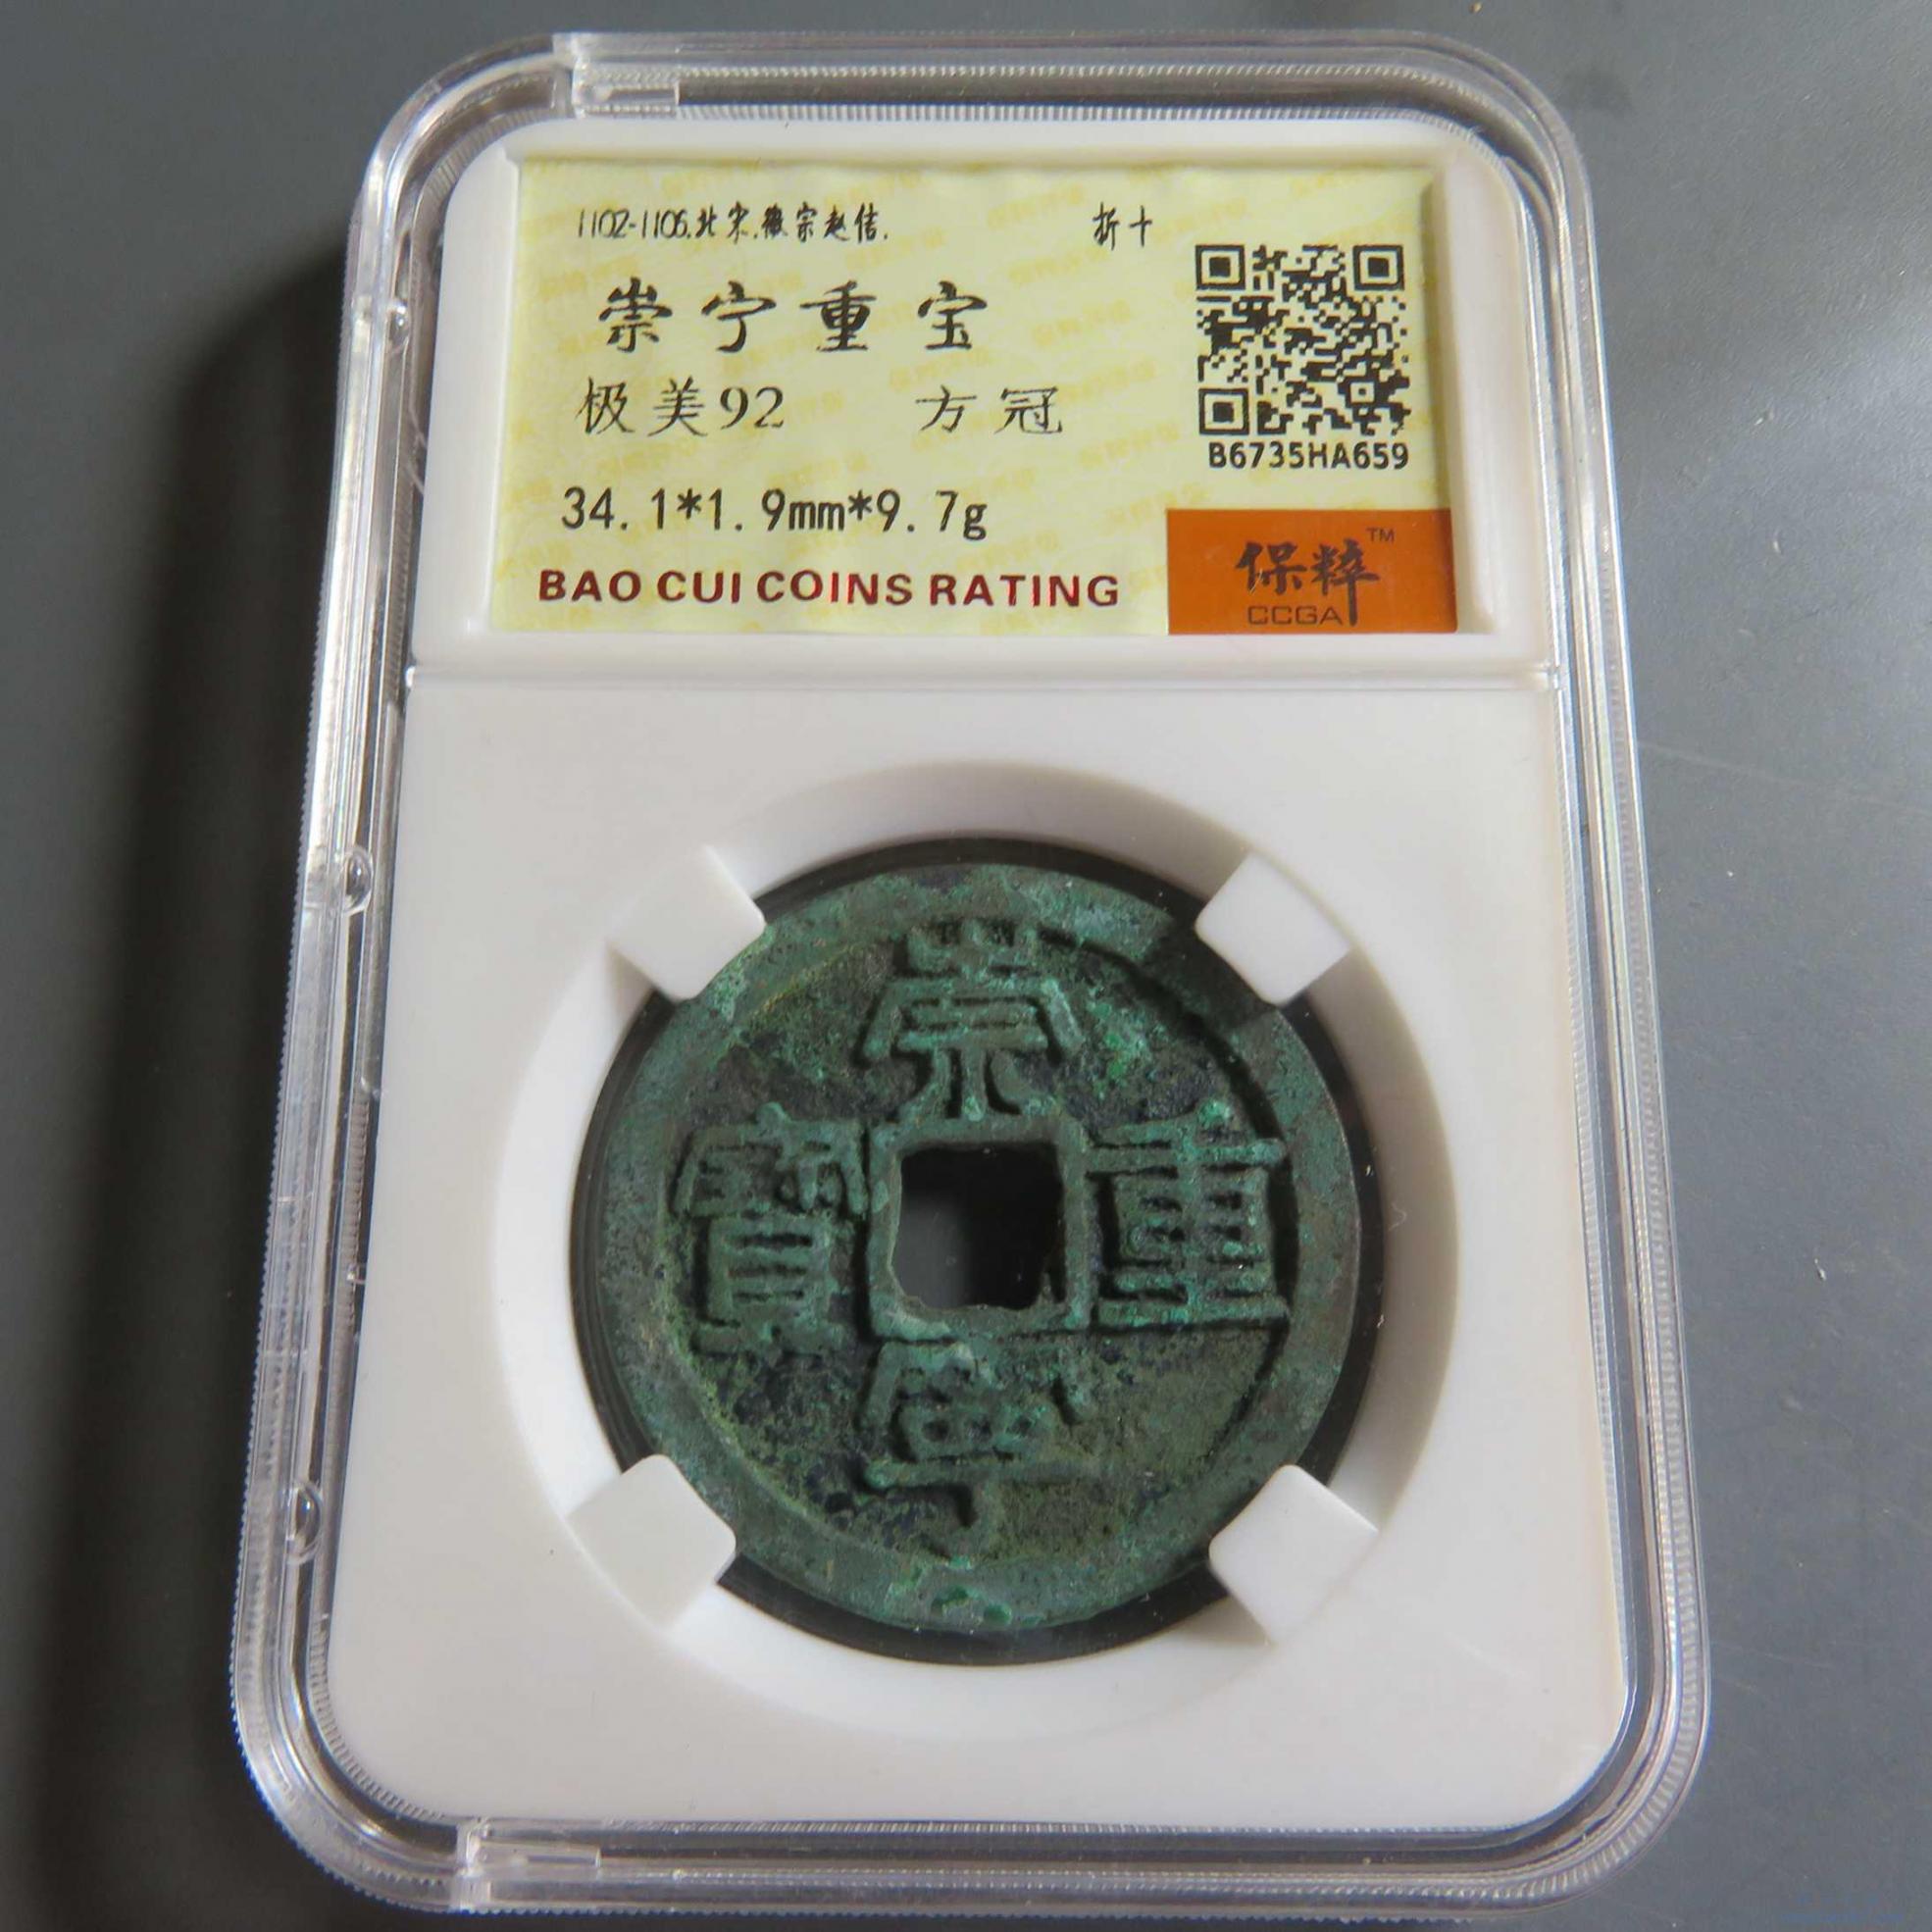 1102-1106.北宋.徽宗赵佶. 折十
崇宁重宝
极美92 方冠
B6735HA659
34.1*1.9mm*9.7g
BAO CUI COINS RATING
保粹™
CCGA
崇
寶 重
寧